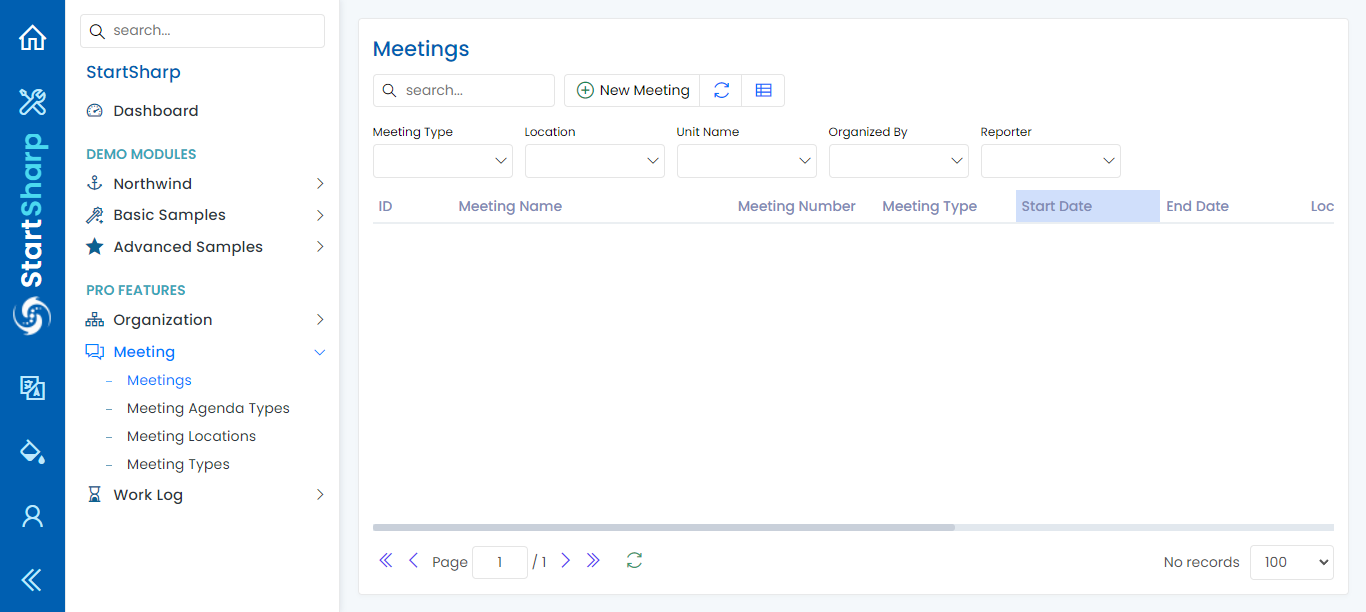 StartSharp
search...
StartSharp
Dashboard
DEMO MODULES
Northwind
Basic Samples
Advanced Samples
PRO FEATURES
Organization
Meeting
Meetings
Meeting Agenda Types
Meeting Locations
Meeting Types
Work Log
Meetings
search...
New Meeting
Meeting Type Location Unit Name Organized By Reporter
ID Meeting Name Meeting Number Meeting Type Start Date End Date Loc
Page 1 / 1
No records 100